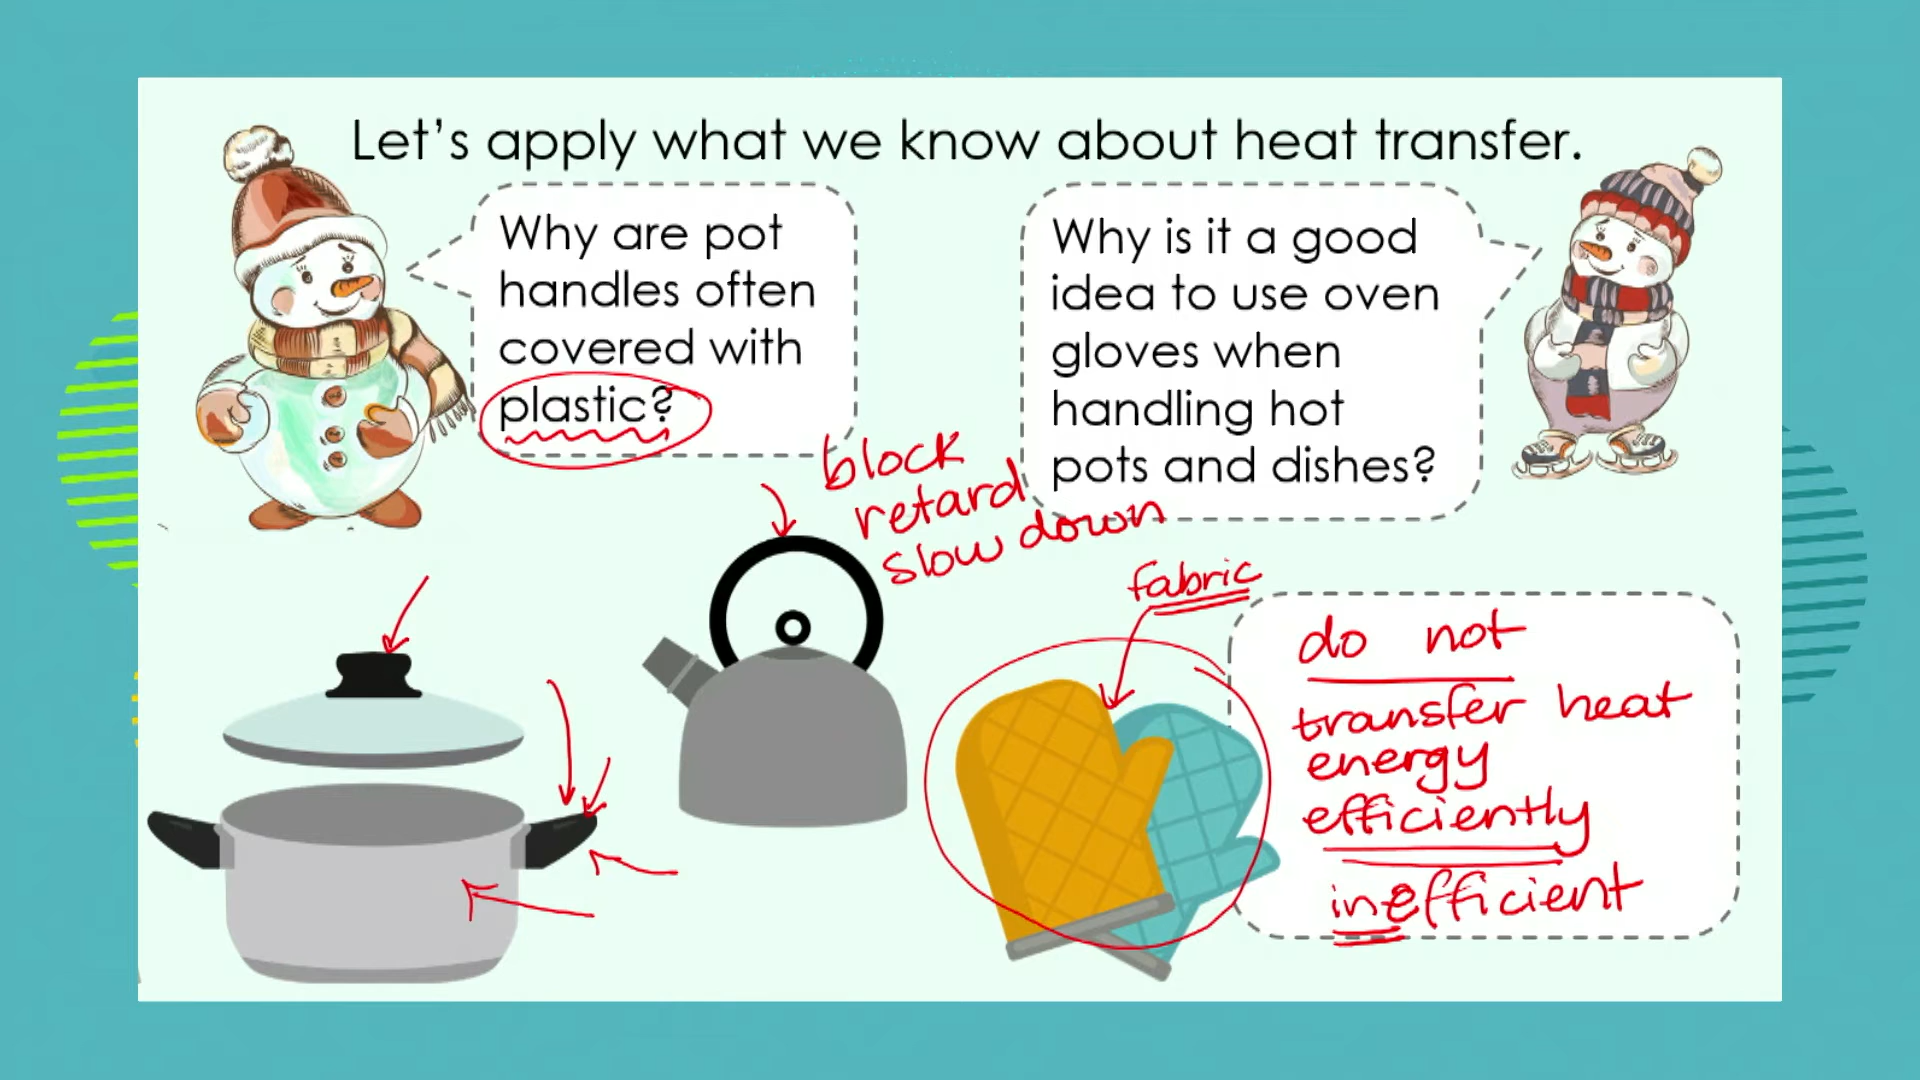 Let's apply what we know about heat transfer.
Why are pot
handles often
covered with
plastic?
Why is it a good
idea to use oven
gloves when
handling hot
pots and dishes?
block
retard
slow down
fabric
do not
transfer heat
energy
efficiently
inefficient